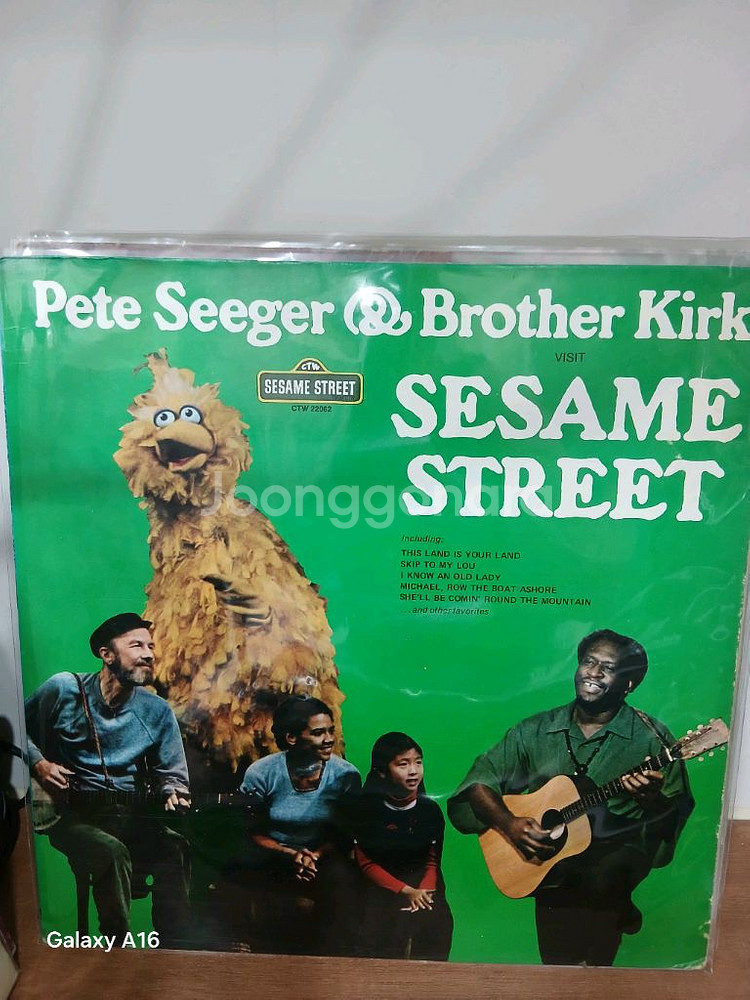 Pete Seeger & Brother Kirk
VISIT
CTW
SESAME STREET
CTW 22062
SESAME
STREET
Joonggonara
Including:
THIS LAND IS YOUR LAND
SKIP TO MY LOU
I KNOW AN OLD LADY
MICHAEL, ROW THE BOAT ASHORE
SHE'LL BE COMIN' ROUND THE MOUNTAIN
...and other favorites
Galaxy A16